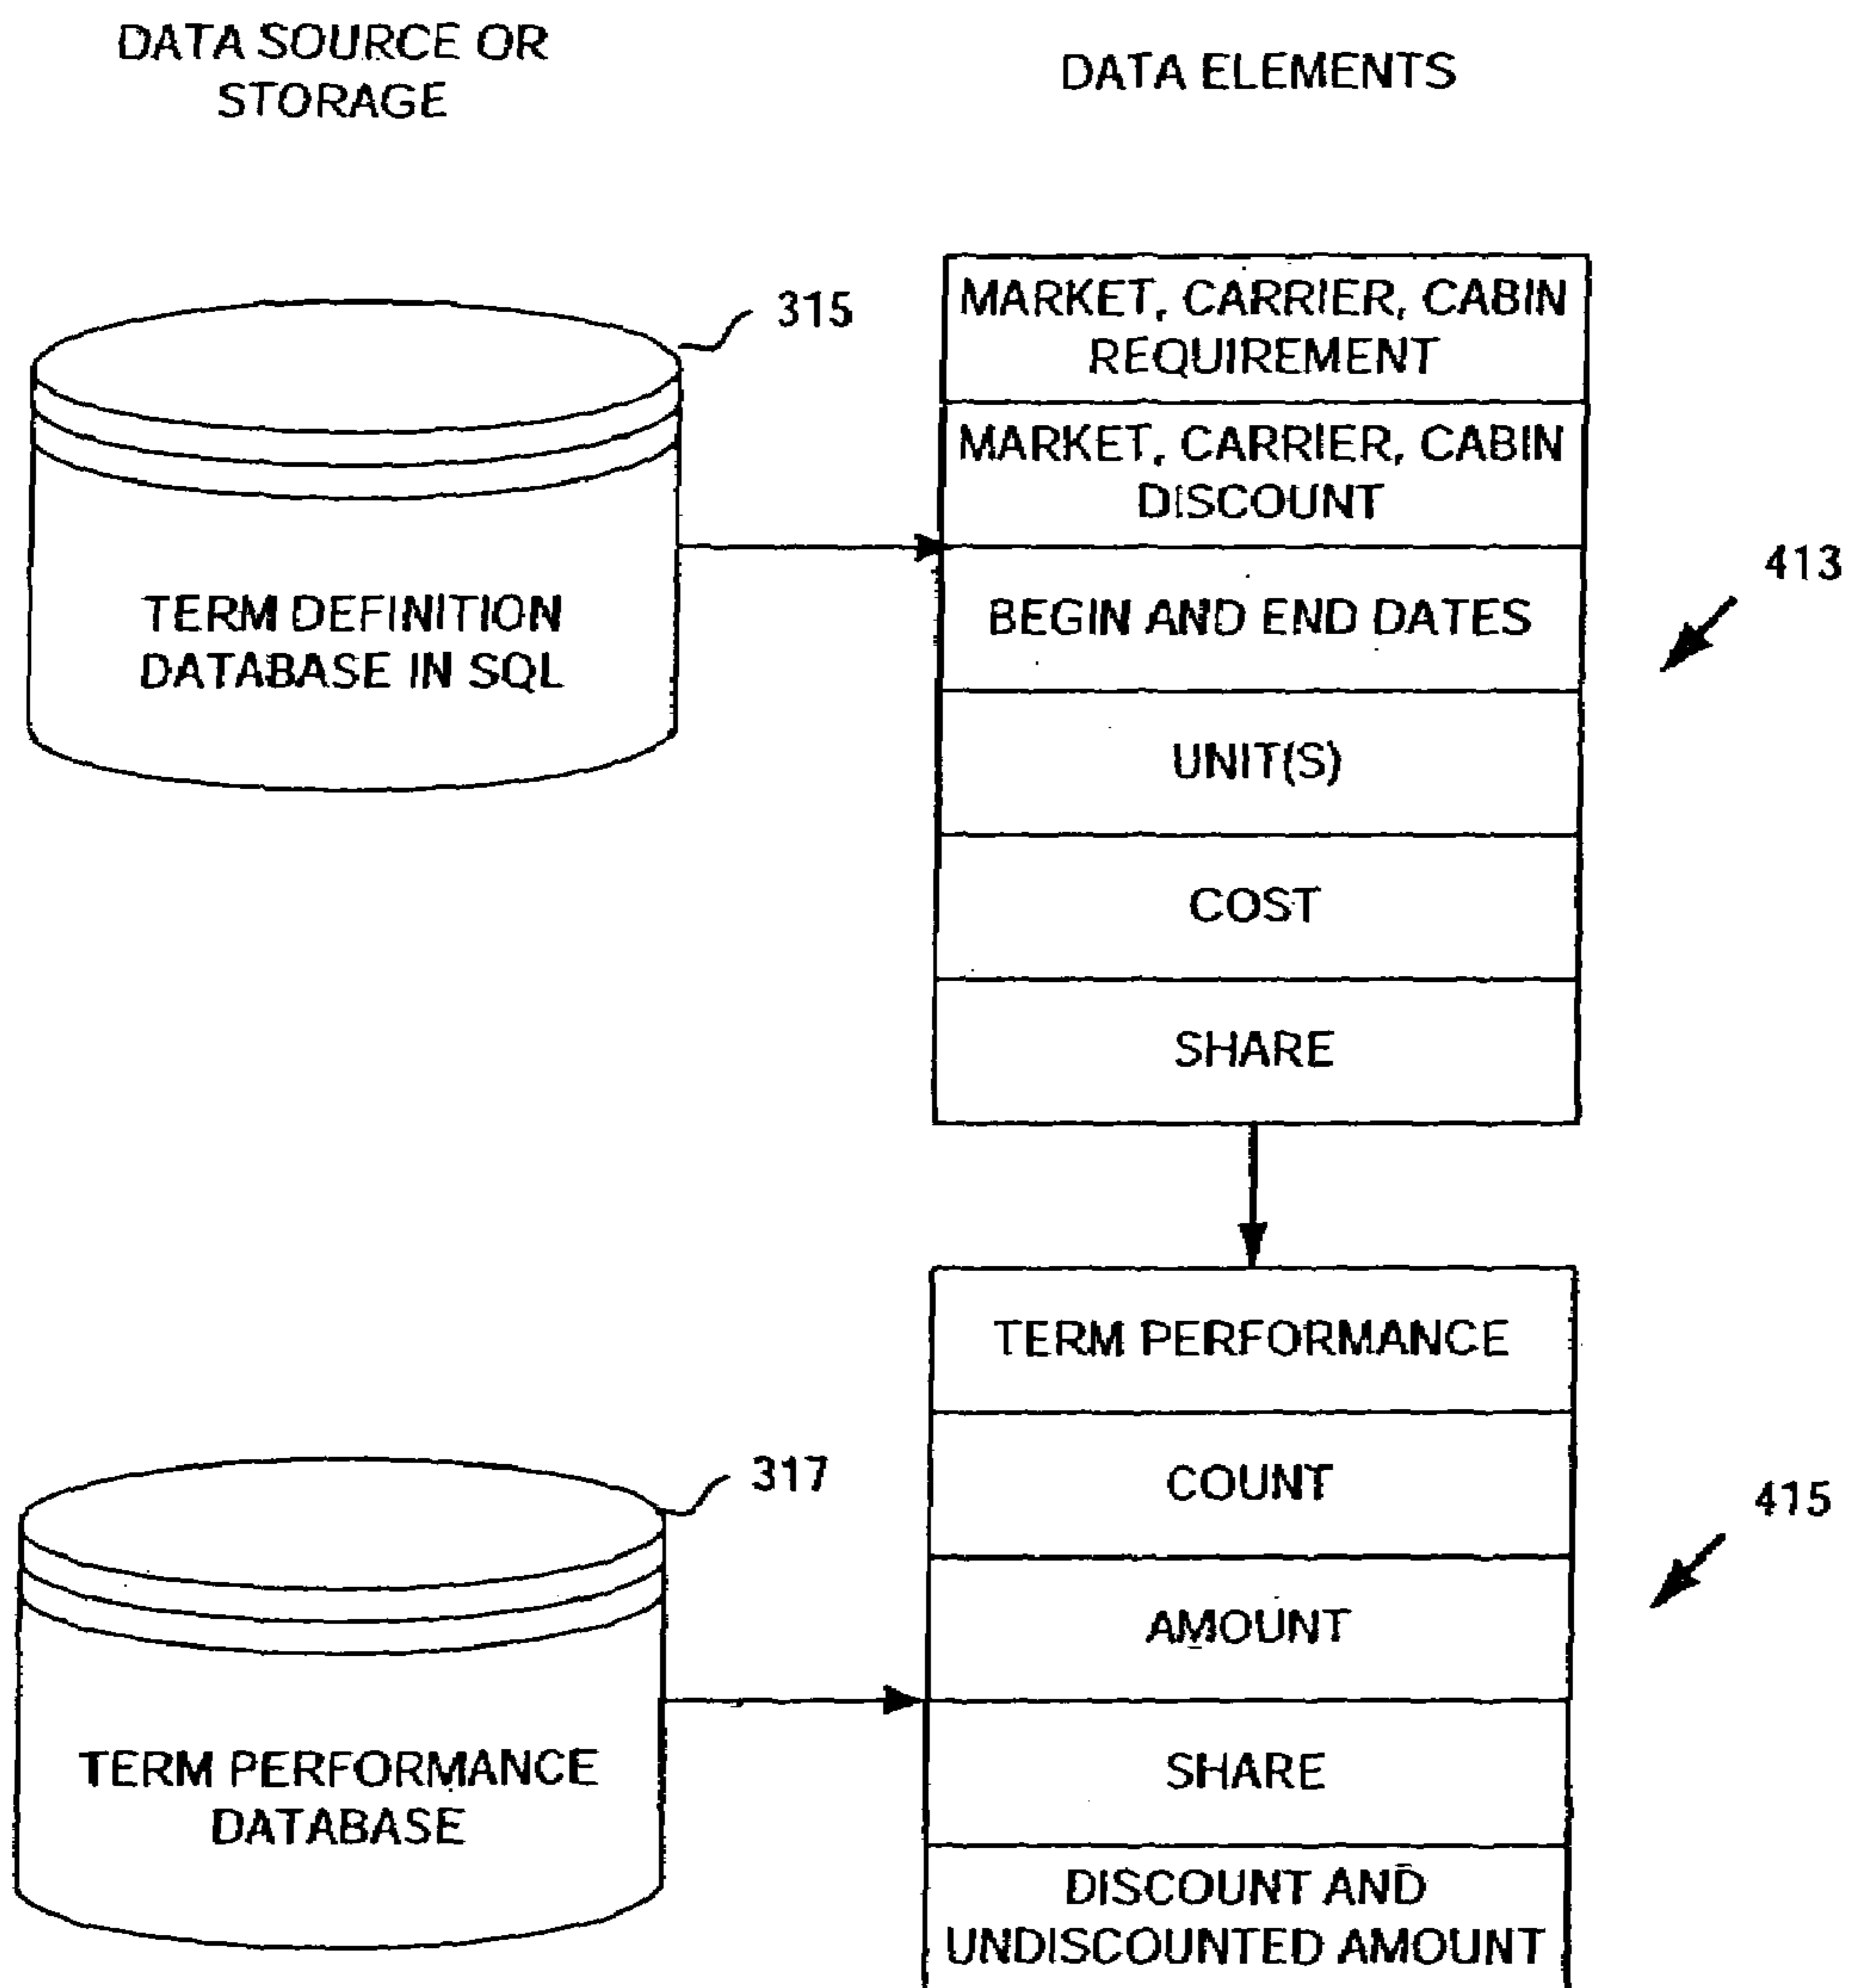 DATA SOURCE OR
STORAGE
DATA ELEMENTS
315
TERM DEFINITION
DATABASE IN SQL
MARKET, CARRIER, CABIN
REQUIREMENT
MARKET, CARRIER, CABIN
DISCOUNT
BEGIN AND END DATES
UNIT(S)
COST
SHARE
413
317
TERM PERFORMANCE
DATABASE
TERM PERFORMANCE
COUNT
AMOUNT
SHARE
DISCOUNT AND
UNDISCOUNTED AMOUNT
415